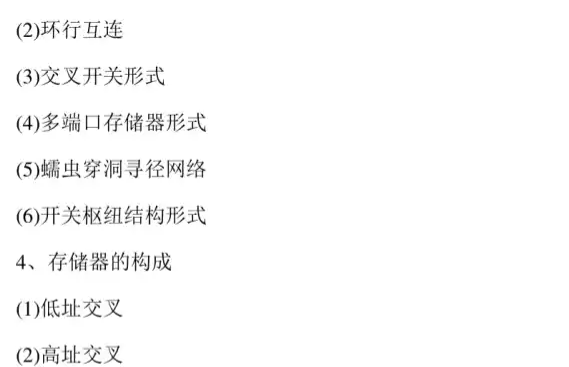 (2)环行互连
(3)交叉开关形式
(4)多端口存储器形式
(5)蠕虫穿洞寻径网络
(6)开关枢纽结构形式
4、存储器的构成
(1)低址交叉
(2)高址交叉